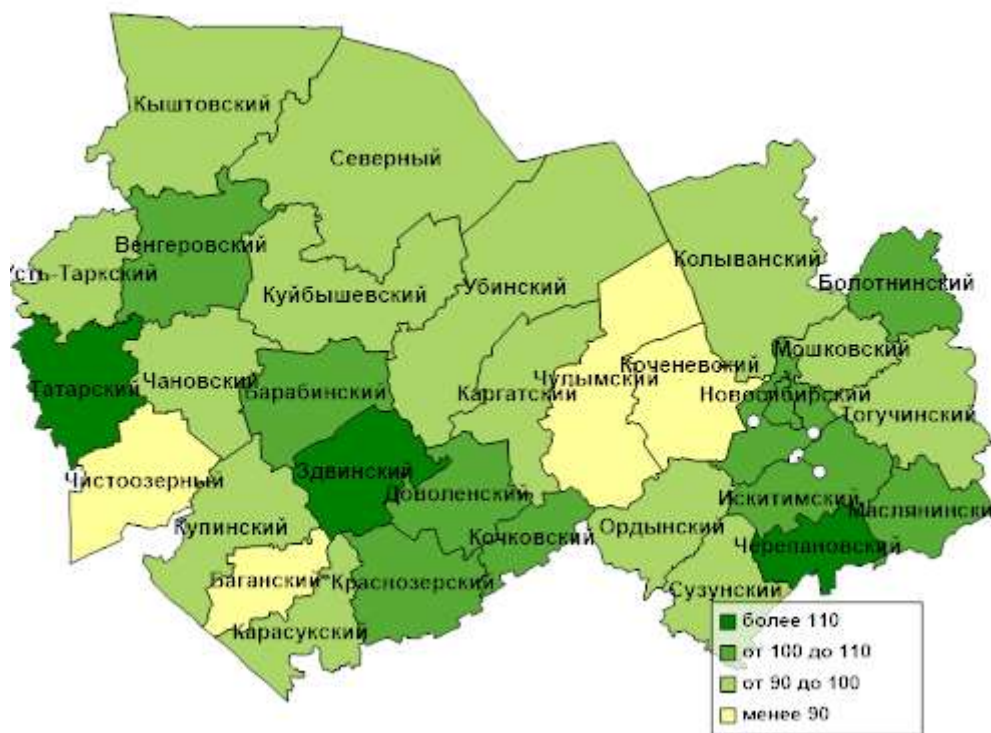 Кыштовский
Северный
Венгеровский
Усть-Таркский
Куйбышевский
Убинский
Колыванский
Болотнинский
Татарский
Чановский
Барабинский
Каргатский
Чулымский
Коченевский
Мошковский
Новосибирский
Тогучинский
Чистоозерный
Здвинский
Доволенский
Искитимский
Маслянински
Купинский
Кочковский
Ордынский
Черепановский
Баганский
Краснозерский
Сузунский
Карасукский
более 110
от 100 до 110
от 90 до 100
менее 90